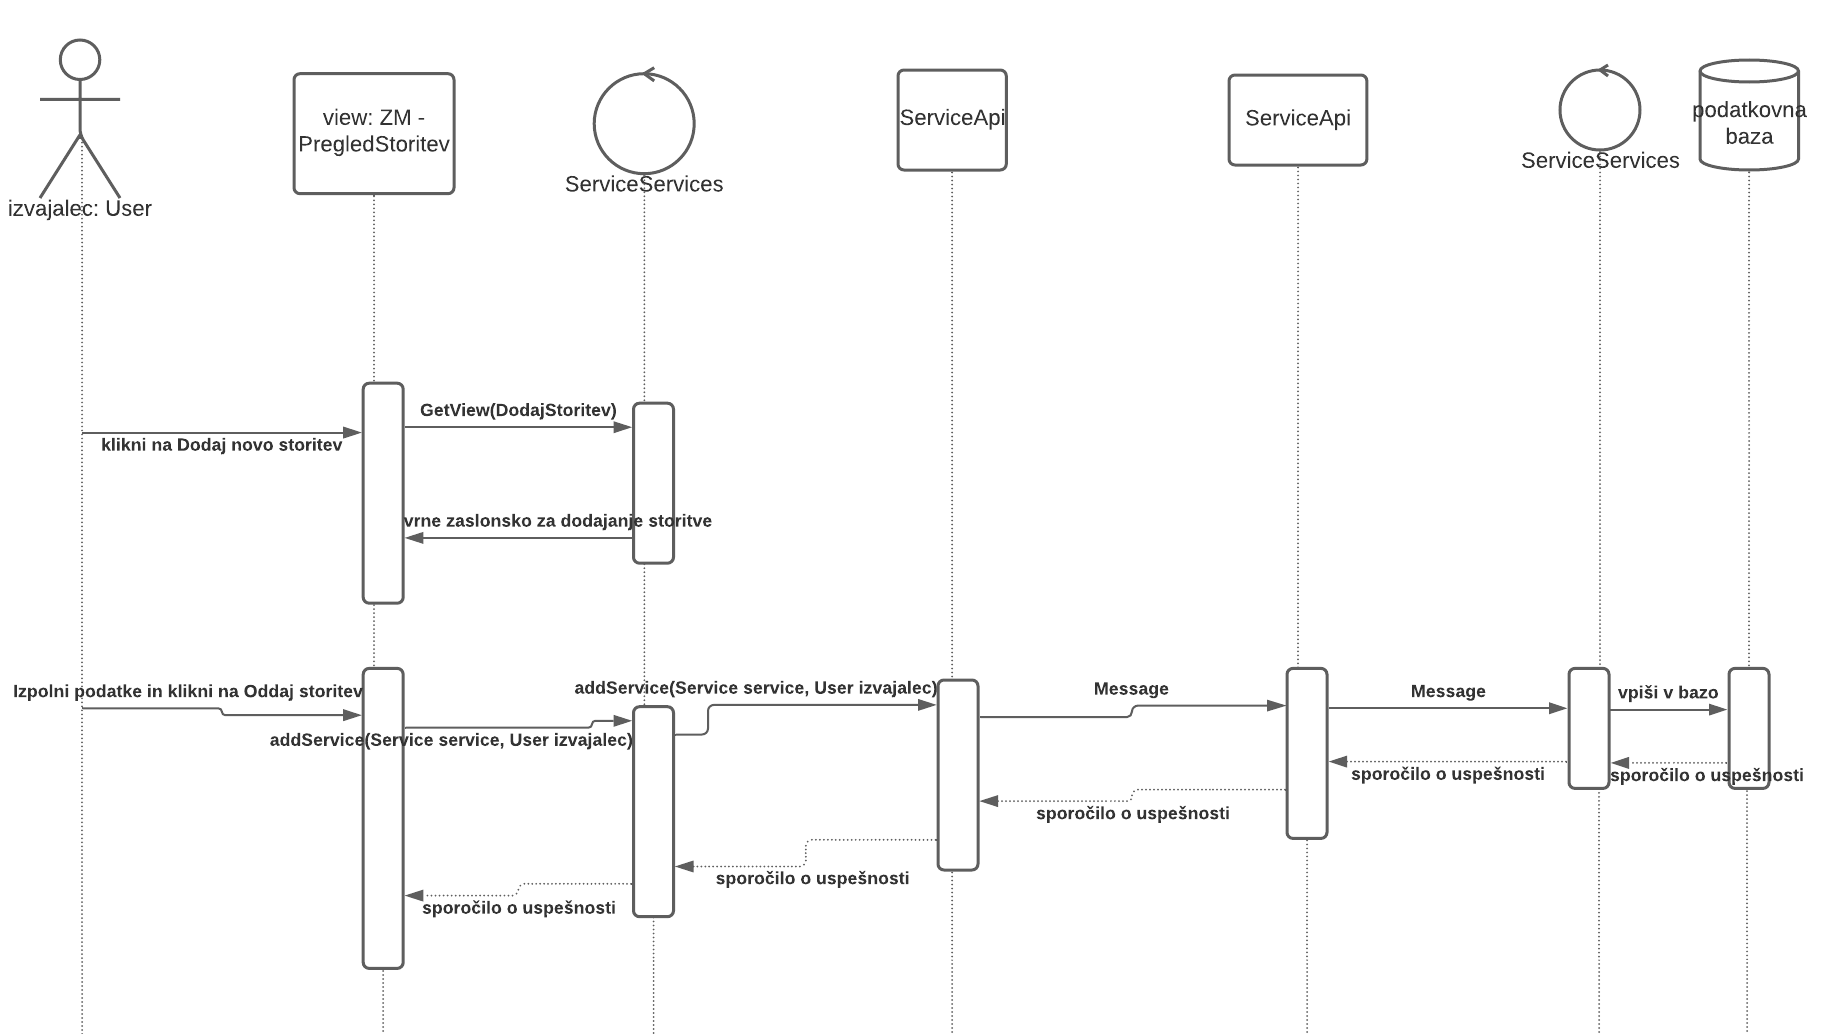 izvajalec: User
view: ZM -
PregledStoritev
ServiceServices
ServiceApi
ServiceApi
ServiceServices
podatkovna
baza
klikni na Dodaj novo storitev
GetView(DodajStoritev)
vrne zaslonsko za dodajanje storitve
Izpolni podatke in klikni na Oddaj storitev
addService(Service service, User izvajalec)
addService(Service service, User izvajalec)
Message
Message
vpiši v bazo
sporočilo o uspešnosti
sporočilo o uspešnosti
sporočilo o uspešnosti
sporočilo o uspešnosti
sporočilo o uspešnosti